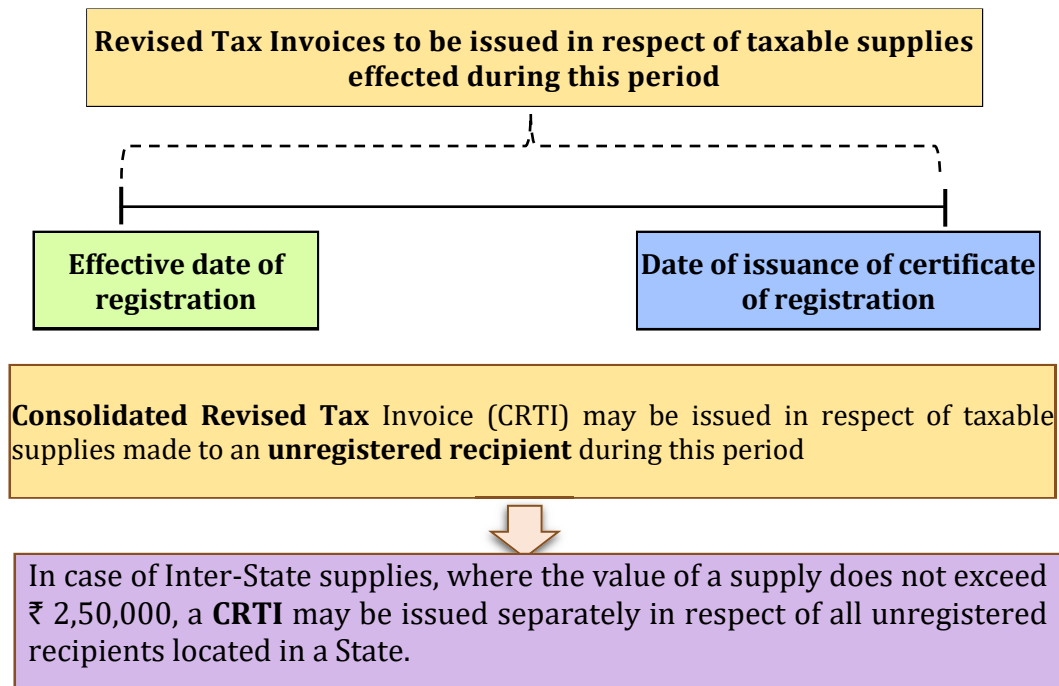 Revised Tax Invoices to be issued in respect of taxable supplies
effected during this period
Effective date of
registration
Date of issuance of certificate
of registration
Consolidated Revised Tax Invoice (CRTI) may be issued in respect of taxable
supplies made to an unregistered recipient during this period
In case of Inter-State supplies, where the value of a supply does not exceed
₹ 2,50,000, a CRTI may be issued separately in respect of all unregistered
recipients located in a State.